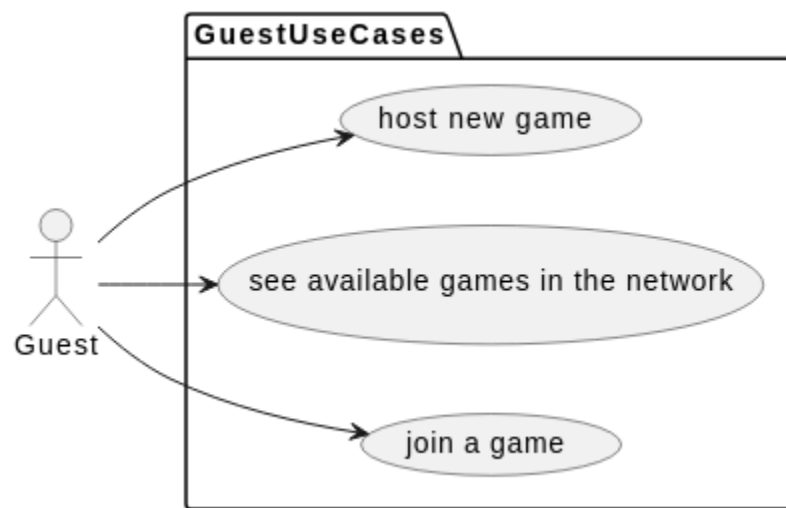 GuestUseCases
host new game
see available games in the network
Guest
join a game